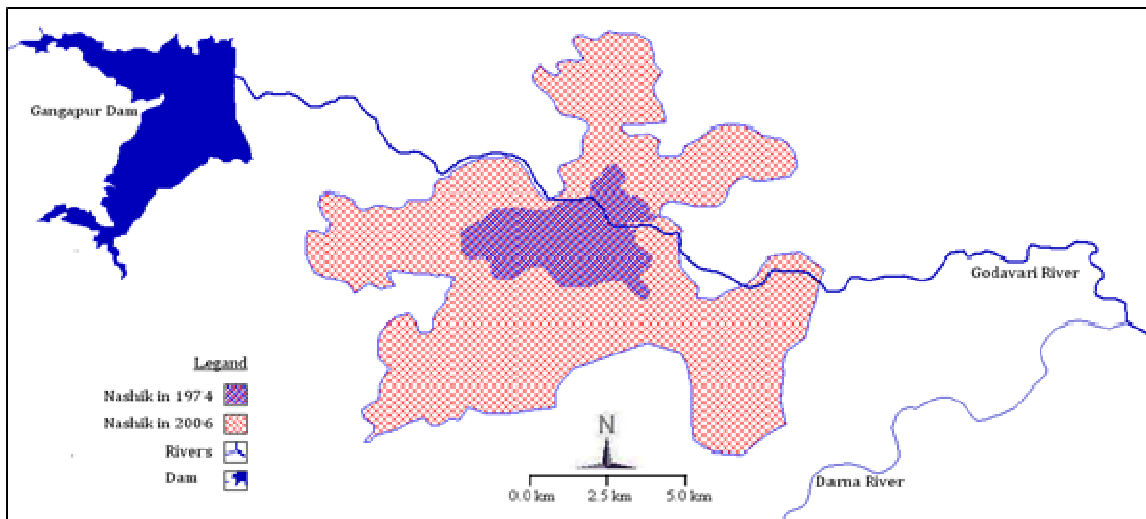 Gangapur Dam
Godavari River
Legand
Nashik in 1974
Nashik in 2006
Rivers
Dam
N
0.0 km 2.5 km 5.0 km
Darna River